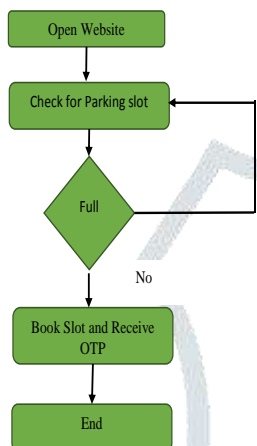 Open Website
Check for Parking slot
Full
No
Book Slot and Receive
OTP
End